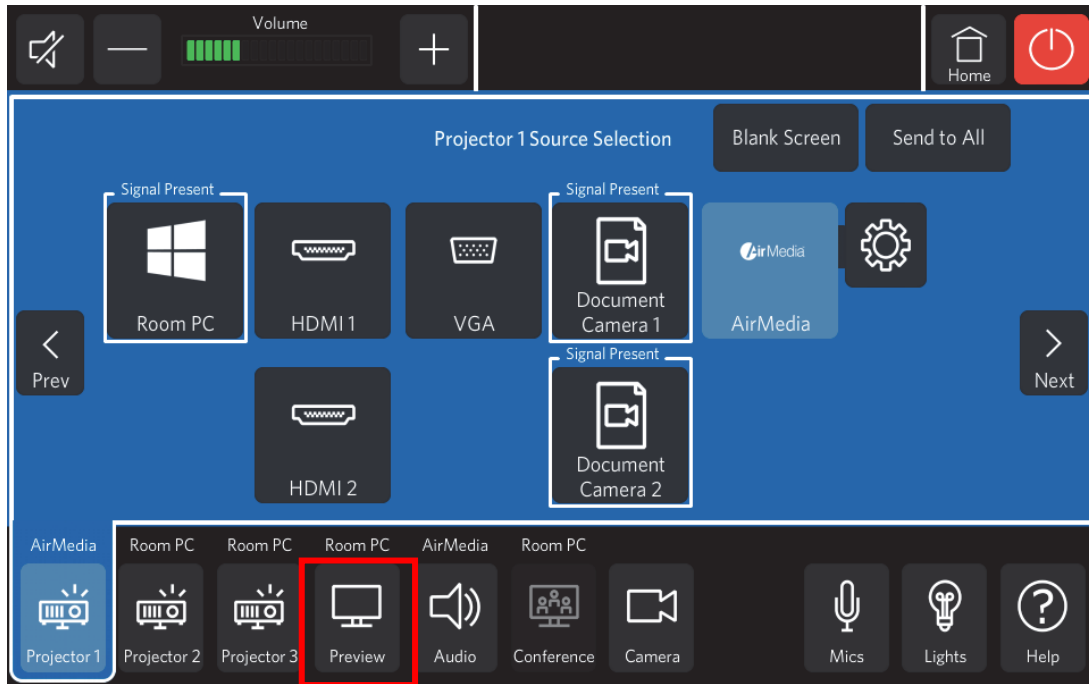 Volume
Home
Projector 1 Source Selection
Blank Screen
Send to All
Signal Present
Signal Present
Room PC
HDMI 1
VGA
Document
Camera 1
AirMedia
AirMedia
Prev
Next
Signal Present
HDMI 2
Document
Camera 2
AirMedia
Room PC
Room PC
Room PC
AirMedia
Room PC
Projector 1
Projector 2
Projector 3
Preview
Audio
Conference
Camera
Mics
Lights
Help